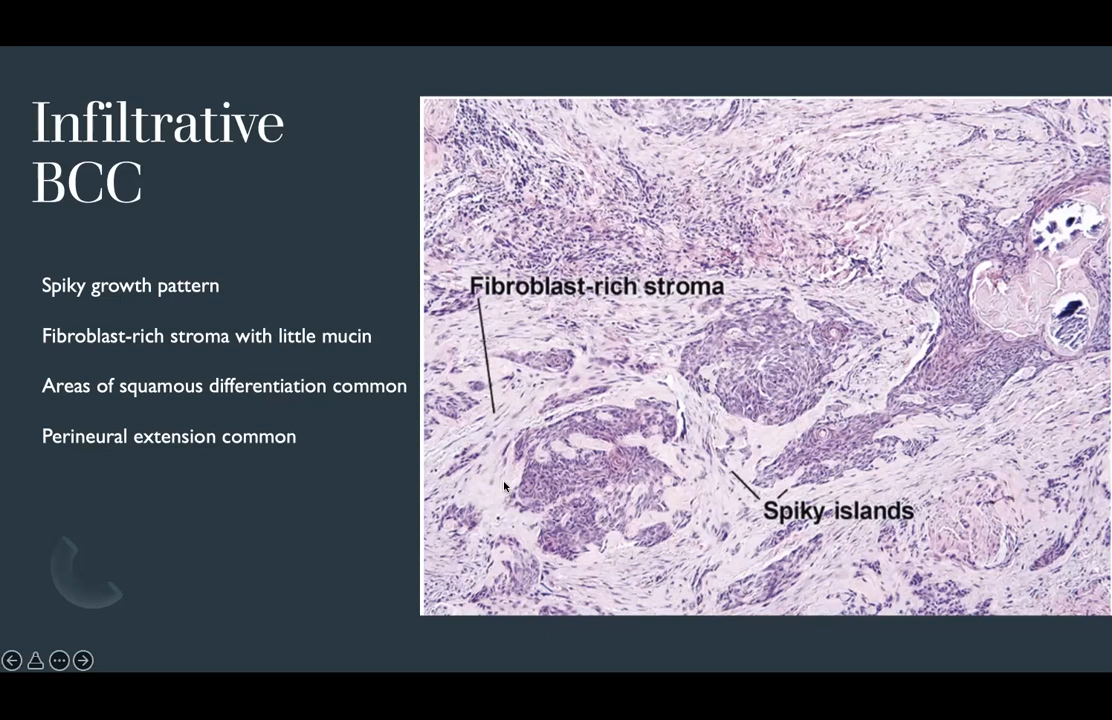 Infiltrative
BCC
Spiky growth pattern
Fibroblast-rich stroma with little mucin
Areas of squamous differentiation common
Perineural extension common
Fibroblast-rich stroma
Spiky islands